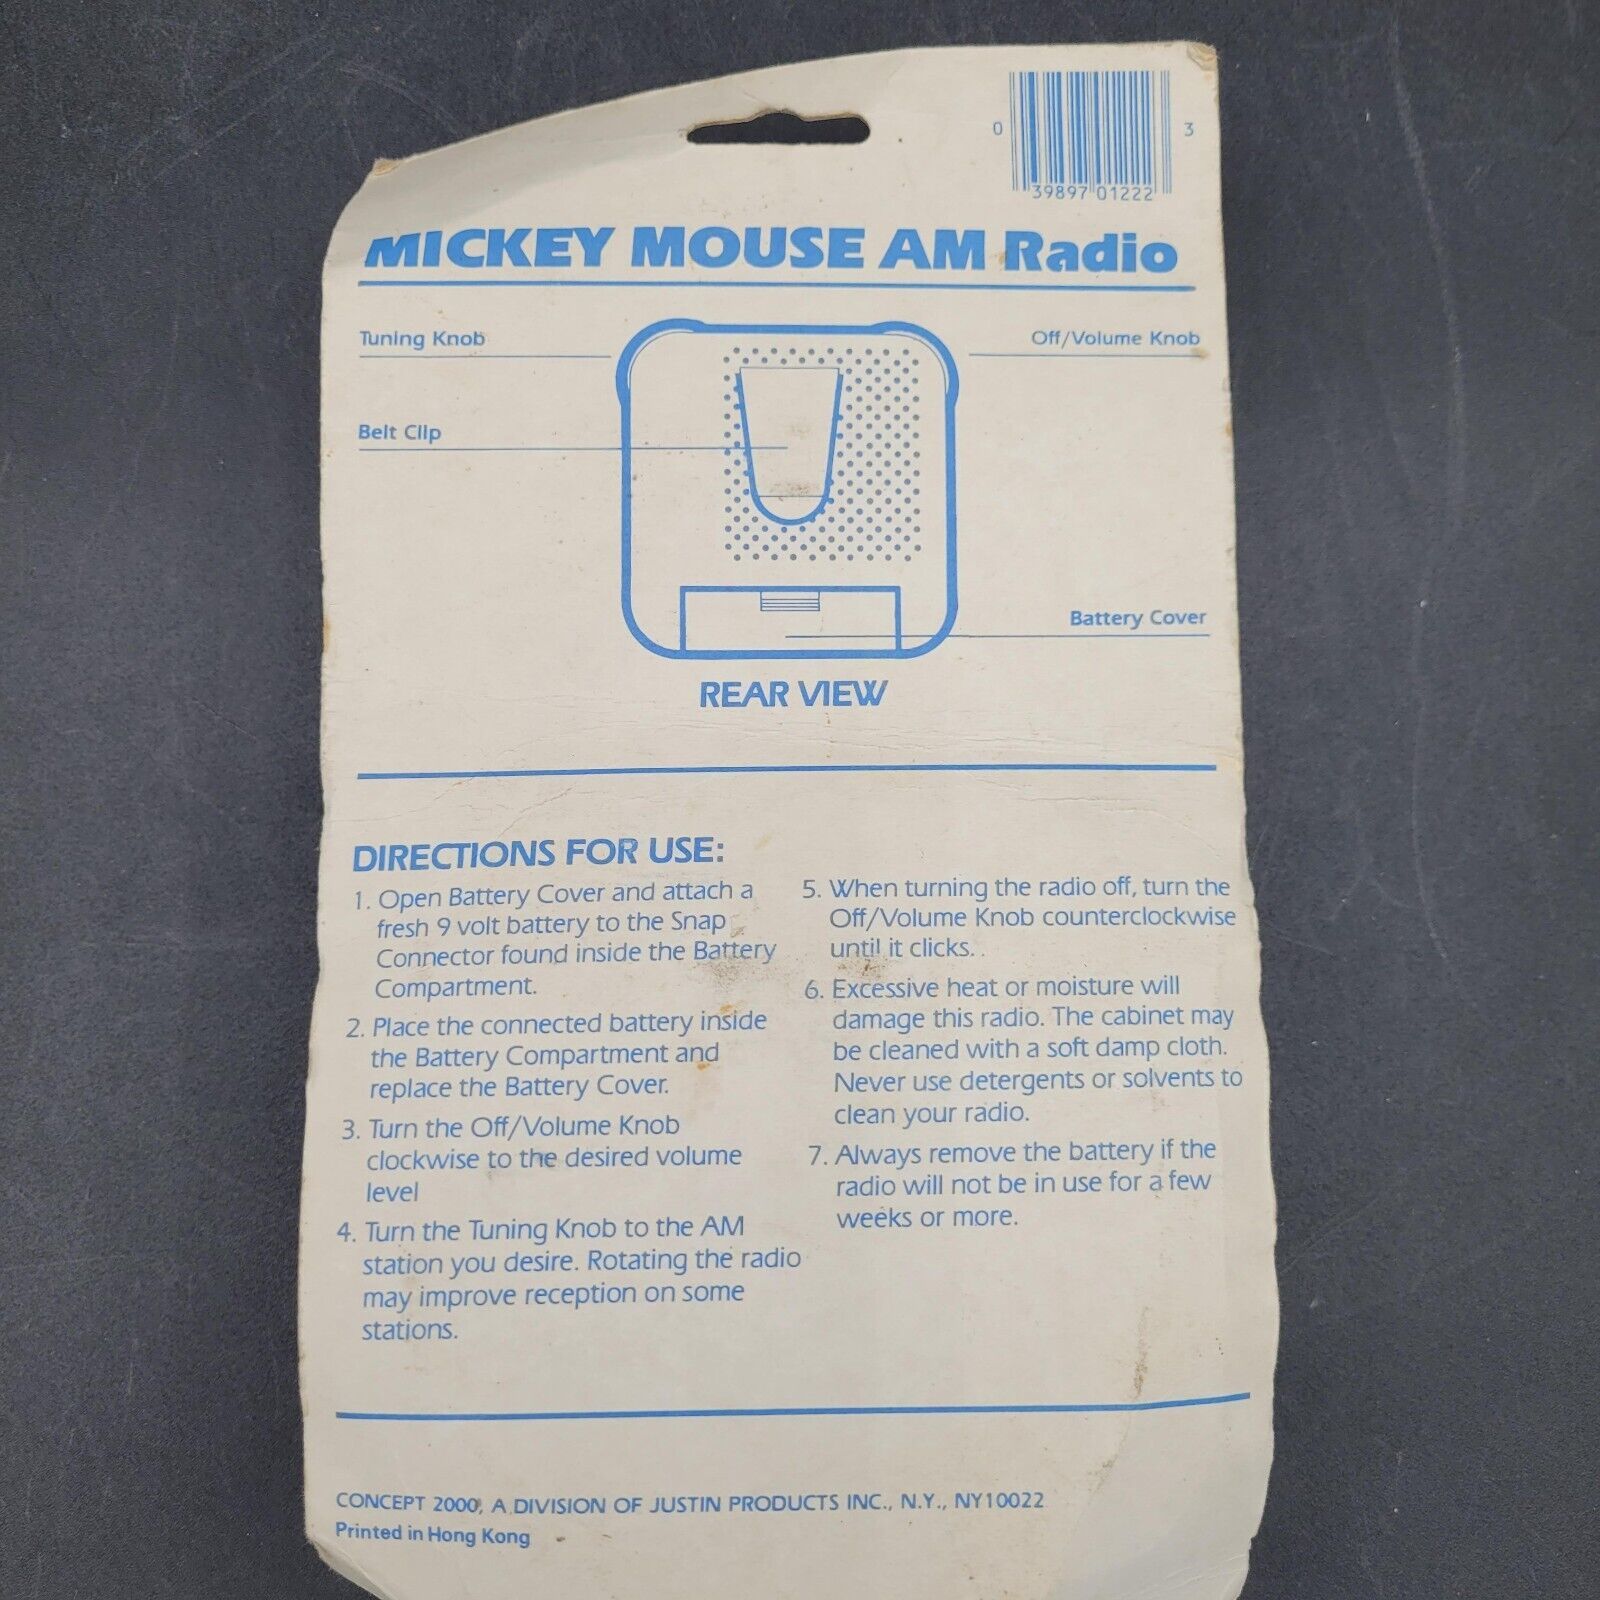 0 39897 01222 3
MICKEY MOUSE AM Radio
Tuning Knob
Off/Volume Knob
Belt Clip
Battery Cover
REAR VIEW
DIRECTIONS FOR USE:
1. Open Battery Cover and attach a
fresh 9 volt battery to the Snap
Connector found inside the Battery
Compartment.
2. Place the connected battery inside
the Battery Compartment and
replace the Battery Cover.
3. Turn the Off/Volume Knob
clockwise to the desired volume
level
4. Turn the Tuning Knob to the AM
station you desire. Rotating the radio
may improve reception on some
stations.
5. When turning the radio off, turn the
Off/Volume Knob counterclockwise
until it clicks.
6. Excessive heat or moisture will
damage this radio. The cabinet may
be cleaned with a soft damp cloth.
Never use detergents or solvents to
clean your radio.
7. Always remove the battery if the
radio will not be in use for a few
weeks or more.
CONCEPT 2000, A DIVISION OF JUSTIN PRODUCTS INC., N.Y., NY10022
Printed in Hong Kong